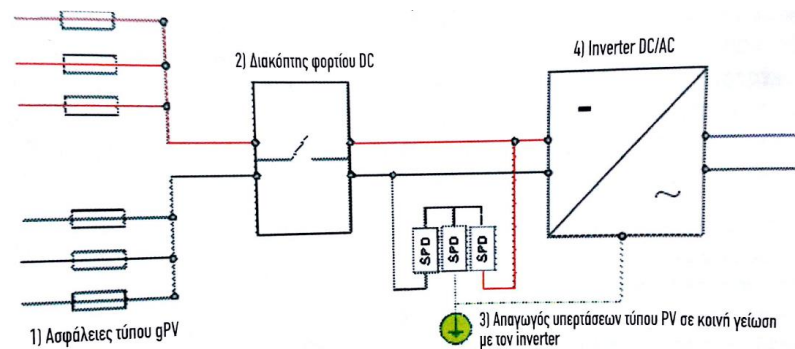 2) Διακόπτης φορτίου DC
4) Inverter DC/AC
SPD
SPD
SPD
1) Ασφάλειες τύπου gPV
3) Απαγωγός υπερτάσεων τύπου PV σε κοινή γείωση
με τον inverter